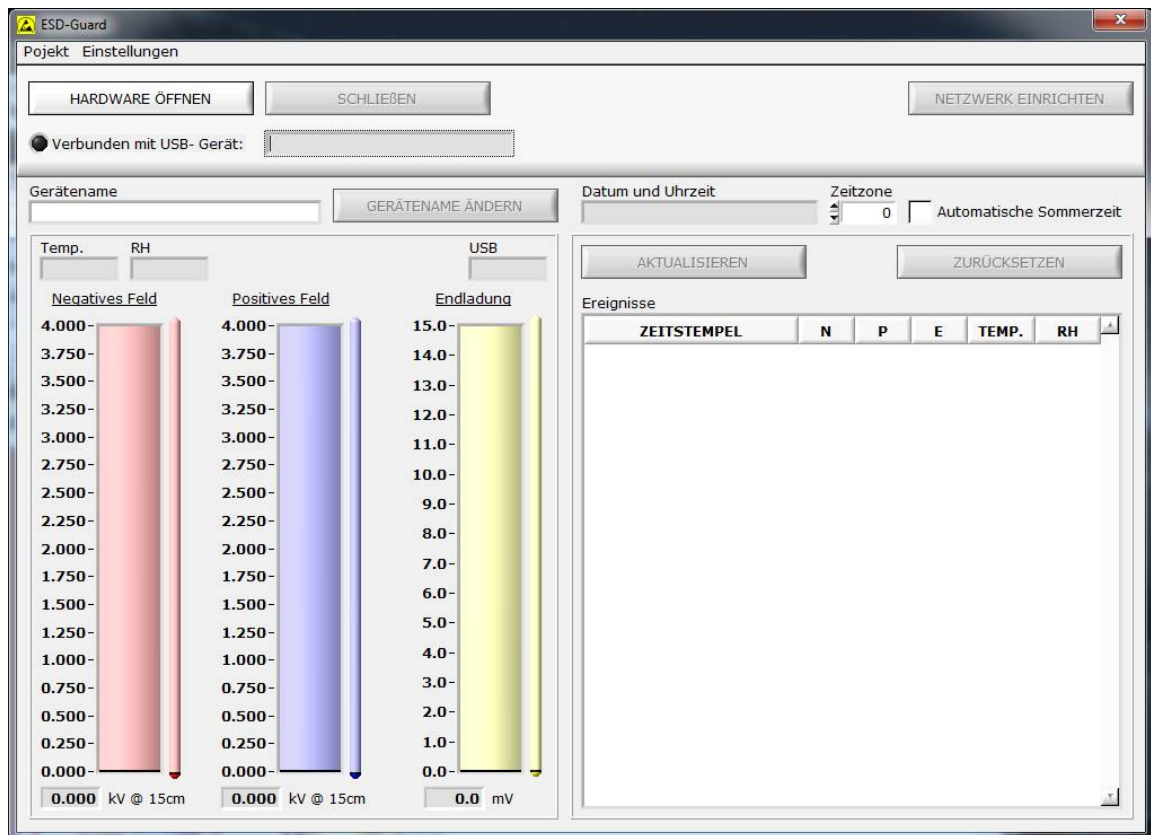 ESD-Guard
Pojekt Einstellungen
HARDWARE ÖFFNEN SCHLIEßEN NETZWERK EINRICHTEN
Verbunden mit USB- Gerät:
Gerätename Datum und Uhrzeit Zeitzone
GERÄTENAME ÄNDERN 0 Automatische Sommerzeit
Temp. RH USB
AKTUALISIEREN ZURÜCKSETZEN
Negatives Feld Positives Feld Endladung
Ereignisse
ZEITSTEMPEL N P E TEMP. RH
4.000 4.000 15.0
3.750 3.750 14.0
3.500 3.500 13.0
3.250 3.250 12.0
3.000 3.000 11.0
2.750 2.750 10.0
2.500 2.500 9.0
2.250 2.250 8.0
2.000 2.000 7.0
1.750 1.750 6.0
1.500 1.500 5.0
1.250 1.250 4.0
1.000 1.000 3.0
0.750 0.750 2.0
0.500 0.500 1.0
0.250 0.250 0.0
0.000 0.000
0.000 kV @ 15cm 0.000 kV @ 15cm 0.0 mV